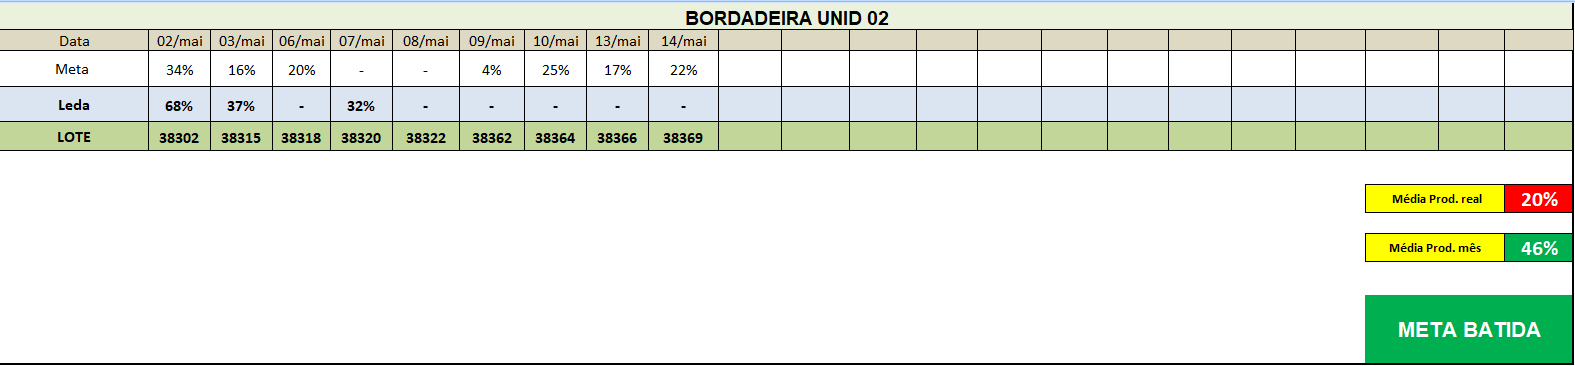 BORDADEIRA UNID 02
Data 02/mai 03/mai 06/mai 07/mai 08/mai 09/mai 10/mai 13/mai 14/mai
Meta 34% 16% 20% - - 4% 25% 17% 22%
Leda 68% 37% - 32% - - - - -
LOTE 38302 38315 38318 38320 38322 38362 38364 38366 38369
Média Prod. real 20%
Média Prod. mês 46%
META BATIDA